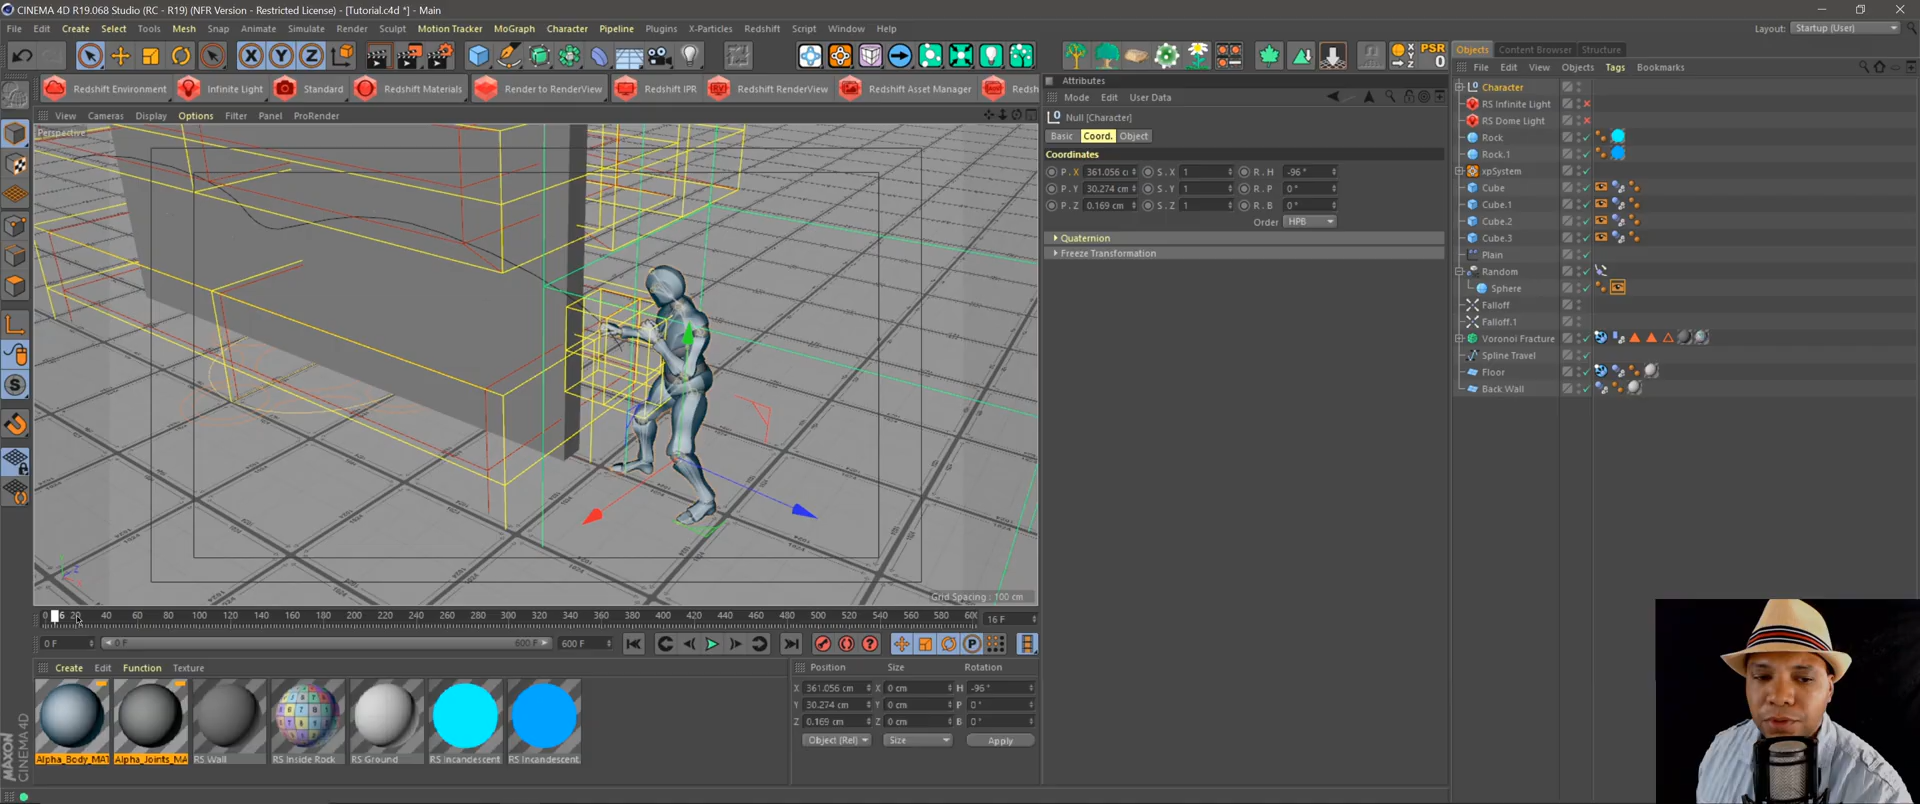 CINEMA 4D R19.068 Studio (RC - R19) (NFR Version - Restricted License) - [Tutorial.c4d *] - Main
File Edit Create Select Tools Mesh Snap Animate Simulate Render Sculpt Motion Tracker MoGraph Character Pipeline Plugins X-Particles Redshift Script Window Help
Layout: Startup (User)
X Y Z
PSR
0
Objects Content Browser Structure
File Edit View Objects Tags Bookmarks
Redshift Environment Infinite Light Standard Redshift Materials Render to RenderView Redshift IPR Redshift RenderView Redshift Asset Manager Redsh
Attributes
Mode Edit User Data
View Cameras Display Options Filter Panel ProRender
Perspective
Null [Character]
Basic Coord. Object
Coordinates
P . X 361.056 c S . X 1 R . H -96 °
P . Y 30.274 cm S . Y 1 R . P 0 °
P . Z 0.169 cm S . Z 1 R . B 0 °
Order HPB
Quaternion
Freeze Transformation
Character
RS Infinite Light
RS Dome Light
Rock
Rock.1
xpSystem
Cube
Cube.1
Cube.2
Cube.3
Plain
Random
Sphere
Falloff
Falloff.1
Voronoi Fracture
Spline Travel
Floor
Back Wall
Grid Spacing : 100 cm
0 16 20 40 60 80 100 120 140 160 180 200 220 240 260 280 300 320 340 360 380 400 420 440 460 480 500 520 540 560 580 600 16 F
0 F 0 F 600 F 600 F
Create Edit Function Texture
Position Size Rotation
X 361.056 cm X 0 cm H -96 °
Y 30.274 cm Y 0 cm P 0 °
Z 0.169 cm Z 0 cm B 0 °
Object (Rel) Size Apply
Alpha_Body_MAT Alpha_Joints_MA RS Wall RS Inside Rock RS Ground RS Incandescent RS Incandescent
MAXON
CINEMA 4D